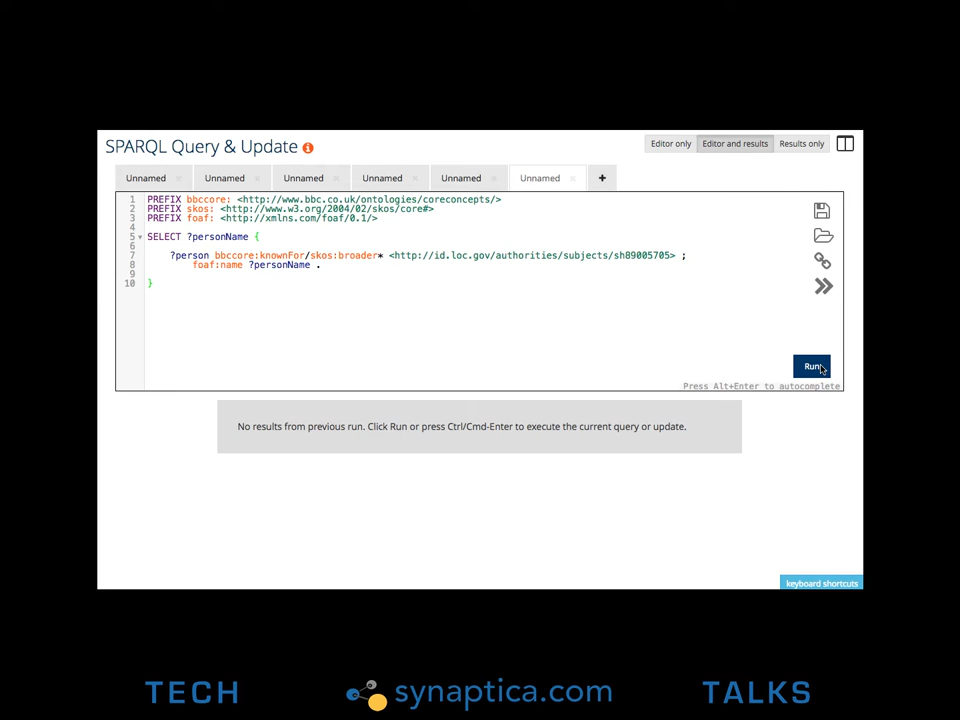 SPARQL Query & Update
Editor only Editor and results Results only
Unnamed × Unnamed × Unnamed × Unnamed × Unnamed × Unnamed × +
1 PREFIX bbccore: <http://www.bbc.co.uk/ontologies/coreconcepts/>
2 PREFIX skos: <http://www.w3.org/2004/02/skos/core#>
3 PREFIX foaf: <http://xmlns.com/foaf/0.1/>
4
5 SELECT ?personName {
6
7 ?person bbccore:knownFor/skos:broader* <http://id.loc.gov/authorities/subjects/sh89005705> ;
8 foaf:name ?personName .
9
10 }
Run
Press Alt+Enter to autocomplete
No results from previous run. Click Run or press Ctrl/Cmd-Enter to execute the current query or update.
keyboard shortcuts
TECH synaptica.com TALKS